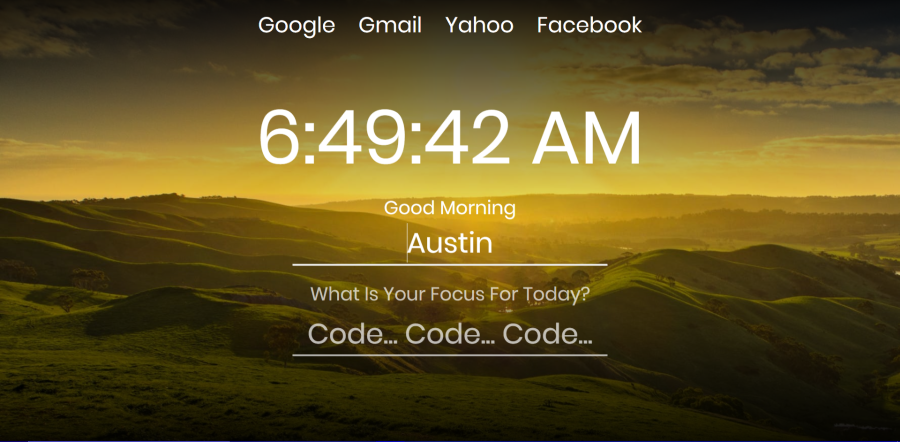 Google Gmail Yahoo Facebook
6:49:42 AM
Good Morning
Austin
What Is Your Focus For Today?
Code... Code... Code...